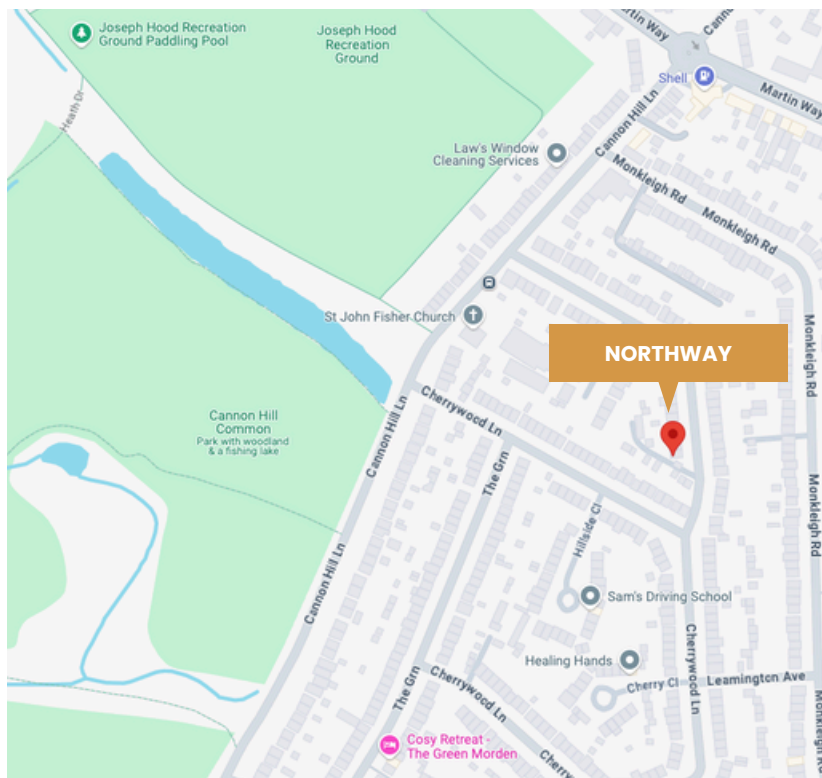 Joseph Hood Recreation
Ground Paddling Pool
Joseph Hood
Recreation
Ground
Martin Way
Shell
Martin Way
Heath Dr
Law's Window
Cleaning Services
Cannon Hill Ln
Monkleigh Rd
Monkleigh Rd
St John Fisher Church
NORTHWAY
Monkleigh Rd
Cherrywood Ln
Cannon Hill
Common
Park with woodland
& a fishing lake
Cannon Hill Ln
The Grn
Monkleigh Rd
Hillside Cl
Cannon Hill Ln
Sam's Driving School
Cherrywood Ln
Healing Hands
The Grn
Cherrywood Ln
Cherry Cl
Leamington Ave
Cosy Retreat -
The Green Morden